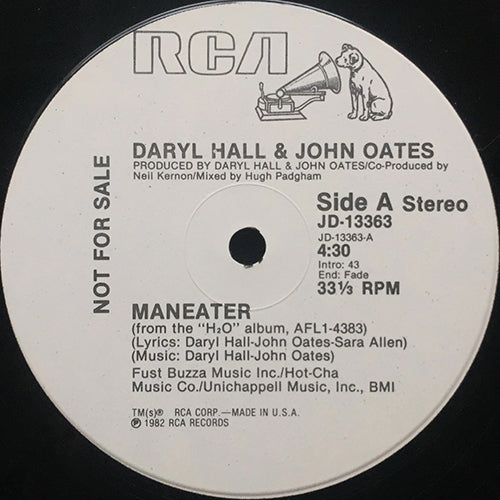 RCA
DARYL HALL & JOHN OATES
PRODUCED BY DARYL HALL & JOHN OATES/Co-Produced by
Neil Kernon/Mixed by Hugh Padgham
NOT FOR SALE
Side A Stereo
JD-13363
JD-13363-A
4:30
Intro: 43
End: Fade
33⅓ RPM
MANEATER
(from the "H₂O" album, AFL1-4383)
(Lyrics: Daryl Hall-John Oates-Sara Allen)
(Music: Daryl Hall-John Oates)
Fust Buzza Music Inc./Hot-Cha
Music Co./Unichappell Music, Inc., BMI
TM(s)® RCA CORP.—MADE IN U.S.A.
℗ 1982 RCA RECORDS